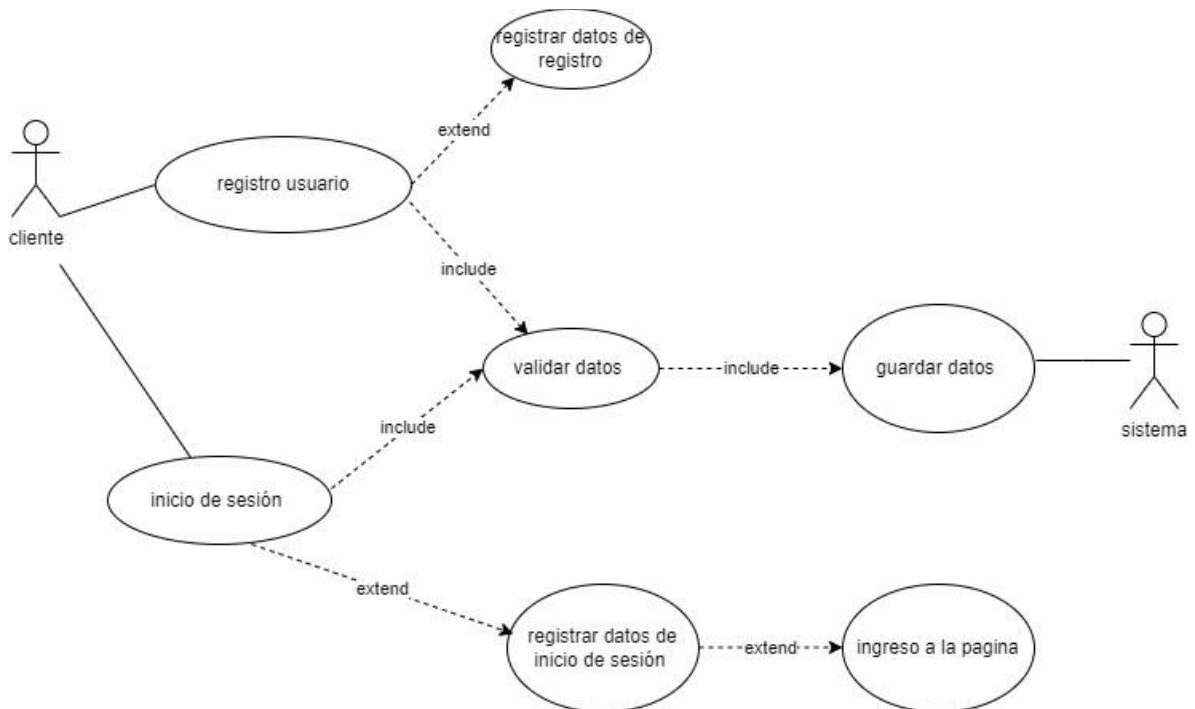 registrar datos de
registro
extend
registro usuario
cliente
include
validar datos
include
guardar datos
sistema
include
inicio de sesión
extend
registrar datos de
inicio de sesión
extend
ingreso a la pagina